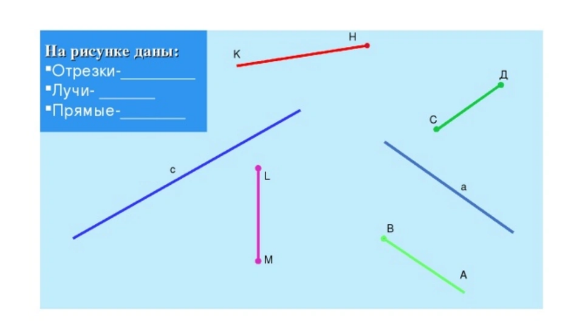 На рисунке даны:
▪Отрезки-_________
▪Лучи- _______
▪Прямые-________
К
Н
Д
С
с
L
М
а
В
А